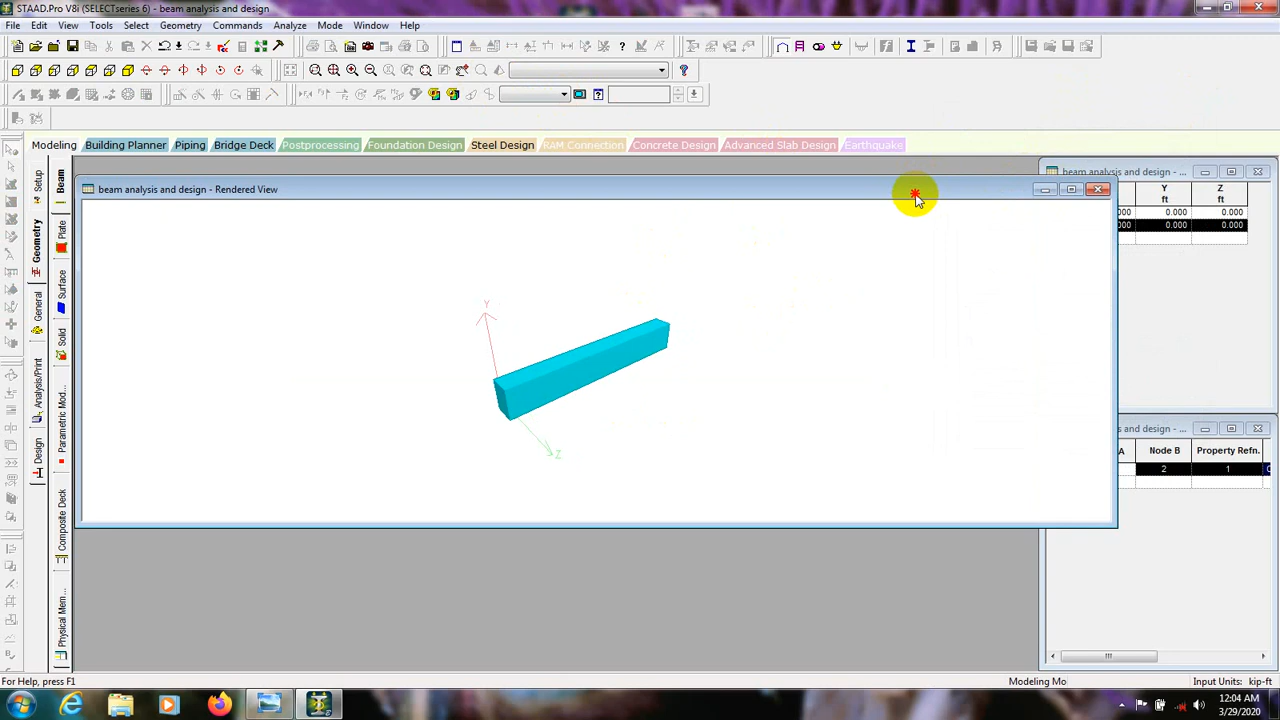 STAAD.Pro V8i (SELECTseries 6) - beam analysis and design
File Edit View Tools Select Geometry Commands Analyze Mode Window Help
Modeling Building Planner Piping Bridge Deck Postprocessing Foundation Design Steel Design RAM Connection Concrete Design Advanced Slab Design Earthquake
Setup
Geometry
General
Analysis/Print
Design
Beam
Plate
Surface
Solid
Parametric Mod...
Composite Deck
Physical Mem...
beam analysis and design - Rendered View
Y
Z
beam analysis and design - ...
Y Z
ft ft
000 0.000 0.000
000 0.000 0.000
and design - ...
A Node B Property Refn.
2 1
For Help, press F1
Modeling Mo
Input Units: kip-ft
12:04 AM
3/29/2020